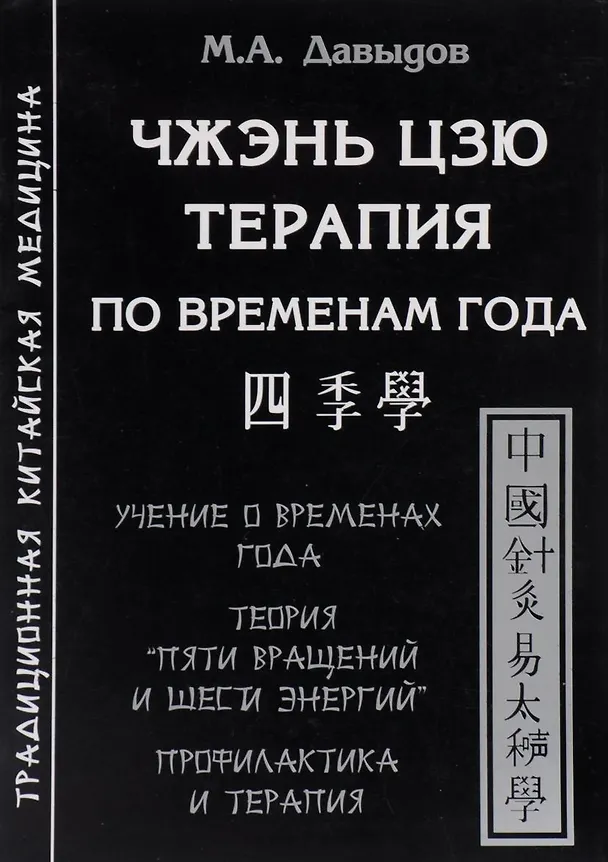 М.А. Давыдов
ЧЖЭНЬ ЦЗЮ
ТЕРАПИЯ
ПО ВРЕМЕНАМ ГОДА
四季學
УЧЕНИЕ О ВРЕМЕНАХ
ГОДА
ТЕОРИЯ
"ПЯТИ ВРАЩЕНИЙ
И ШЕСТИ ЭНЕРГИЙ"
ПРОФИЛАКТИКА
И ТЕРАПИЯ
ТРАДИЦИОННАЯ КИТАЙСКАЯ МЕДИЦИНА
中國針灸易太學